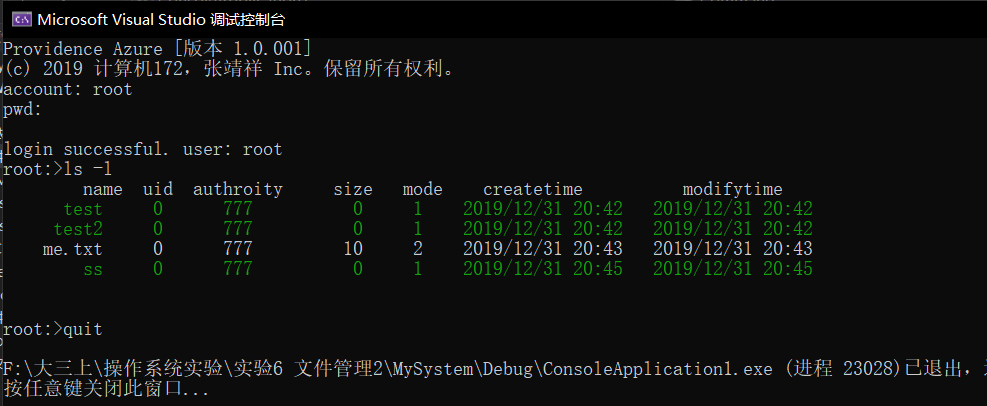 Microsoft Visual Studio 调试控制台
Providence Azure [版本 1.0.001]
(c) 2019 计算机172，张靖祥 Inc。保留所有权利。
account: root
pwd:
login successful. user: root
root:>ls -l
name uid authroity size mode createtime modifytime
test 0 777 0 1 2019/12/31 20:42 2019/12/31 20:42
test2 0 777 0 1 2019/12/31 20:42 2019/12/31 20:42
me.txt 0 777 10 2 2019/12/31 20:43 2019/12/31 20:43
ss 0 777 0 1 2019/12/31 20:45 2019/12/31 20:45
root:>quit
F:\大三上\操作系统实验\实验6 文件管理2\MySystem\Debug\ConsoleApplication1.exe (进程 23028)已退出，
按任意键关闭此窗口...